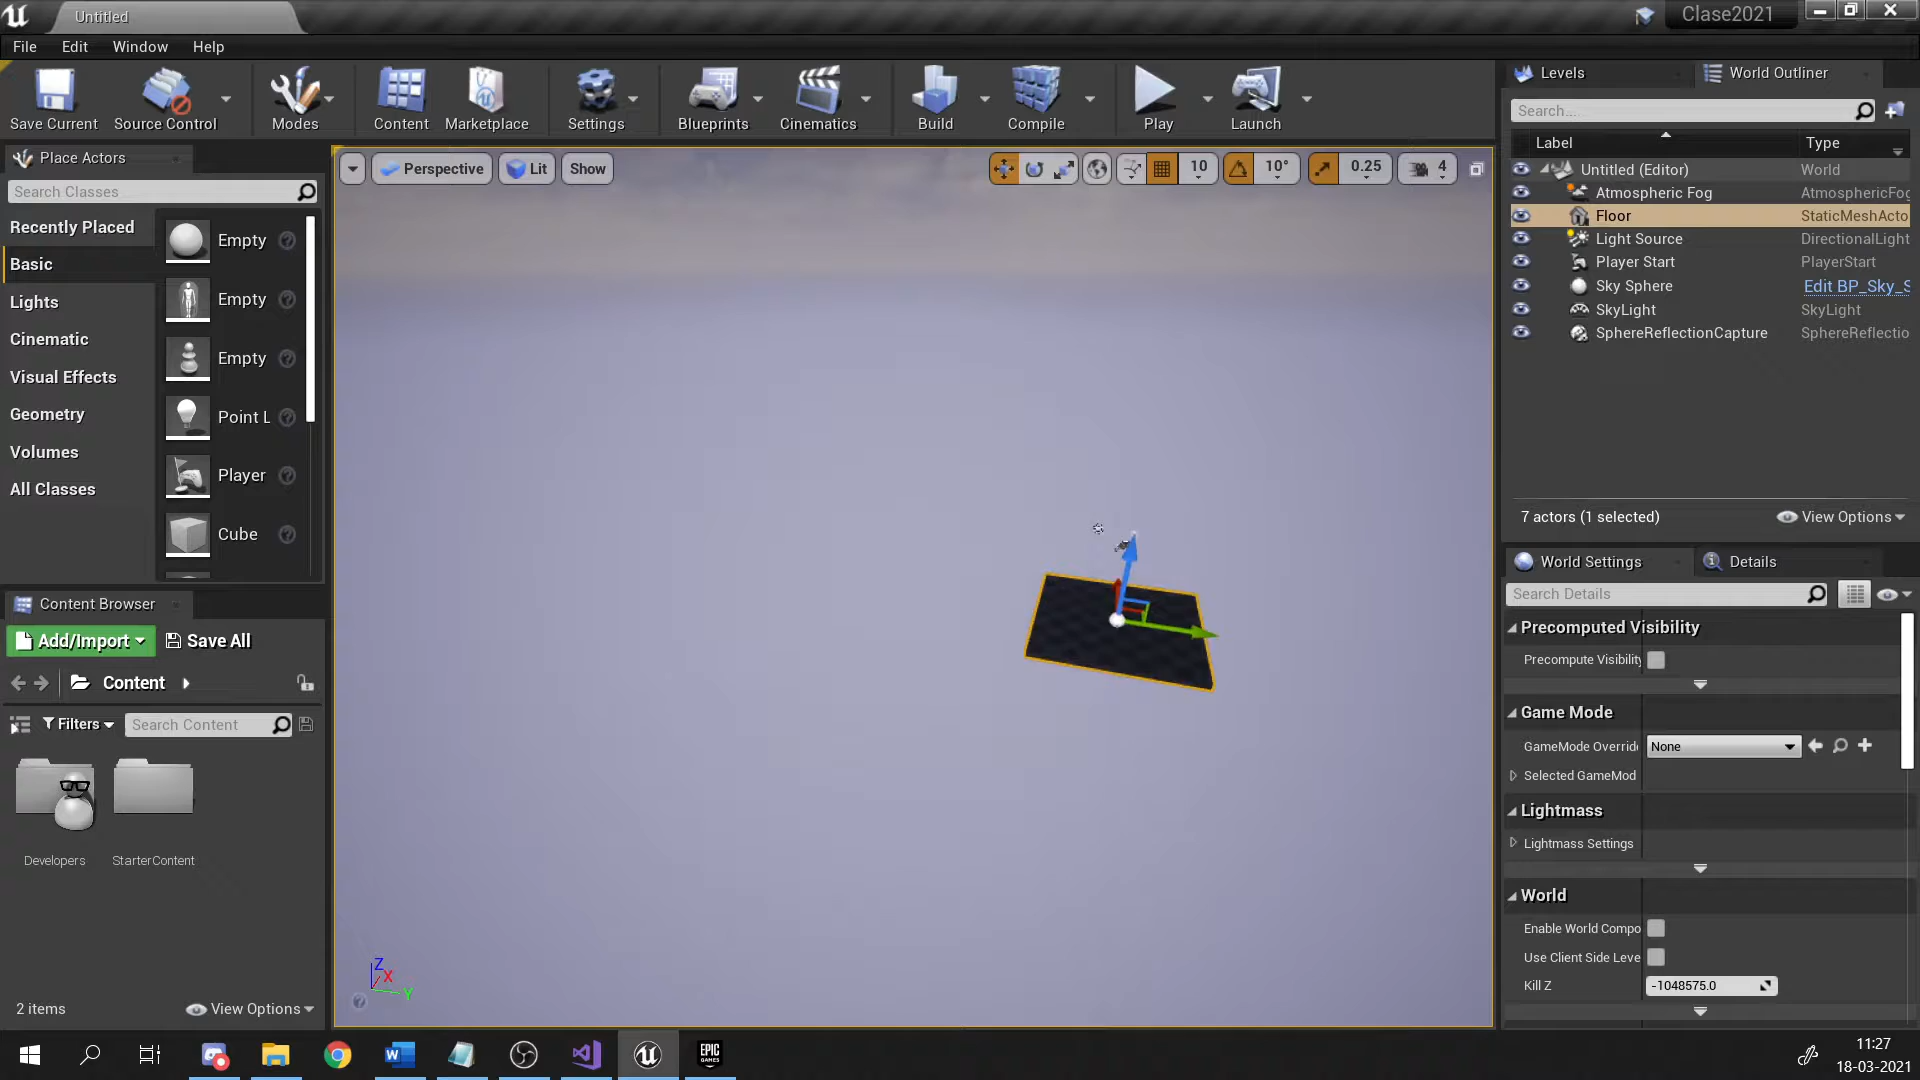 Untitled
Clase2021
File Edit Window Help
Save Current
Source Control
Modes
Content
Marketplace
Settings
Blueprints
Cinematics
Build
Compile
Play
Launch
Place Actors
Search Classes
Recently Placed
Basic
Lights
Cinematic
Visual Effects
Geometry
Volumes
All Classes
Empty
Empty
Empty
Point L
Player
Cube
Perspective
Lit
Show
10
10°
0.25
4
Z
X
Y
Content Browser
Add/Import
Save All
Content
Filters
Search Content
Developers
StarterContent
2 items
View Options
Levels
World Outliner
Search...
Label Type
Untitled (Editor) World
Atmospheric Fog AtmosphericFog
Floor StaticMeshActo
Light Source DirectionalLight
Player Start PlayerStart
Sky Sphere Edit BP_Sky_S
SkyLight SkyLight
SphereReflectionCapture SphereReflectio
7 actors (1 selected)
View Options
World Settings
Details
Search Details
Precomputed Visibility
Precompute Visibility
Game Mode
GameMode Overrid
None
Selected GameMod
Lightmass
Lightmass Settings
World
Enable World Compo
Use Client Side Leve
Kill Z
-1048575.0
EPIC
GAMES
11:27
18-03-2021